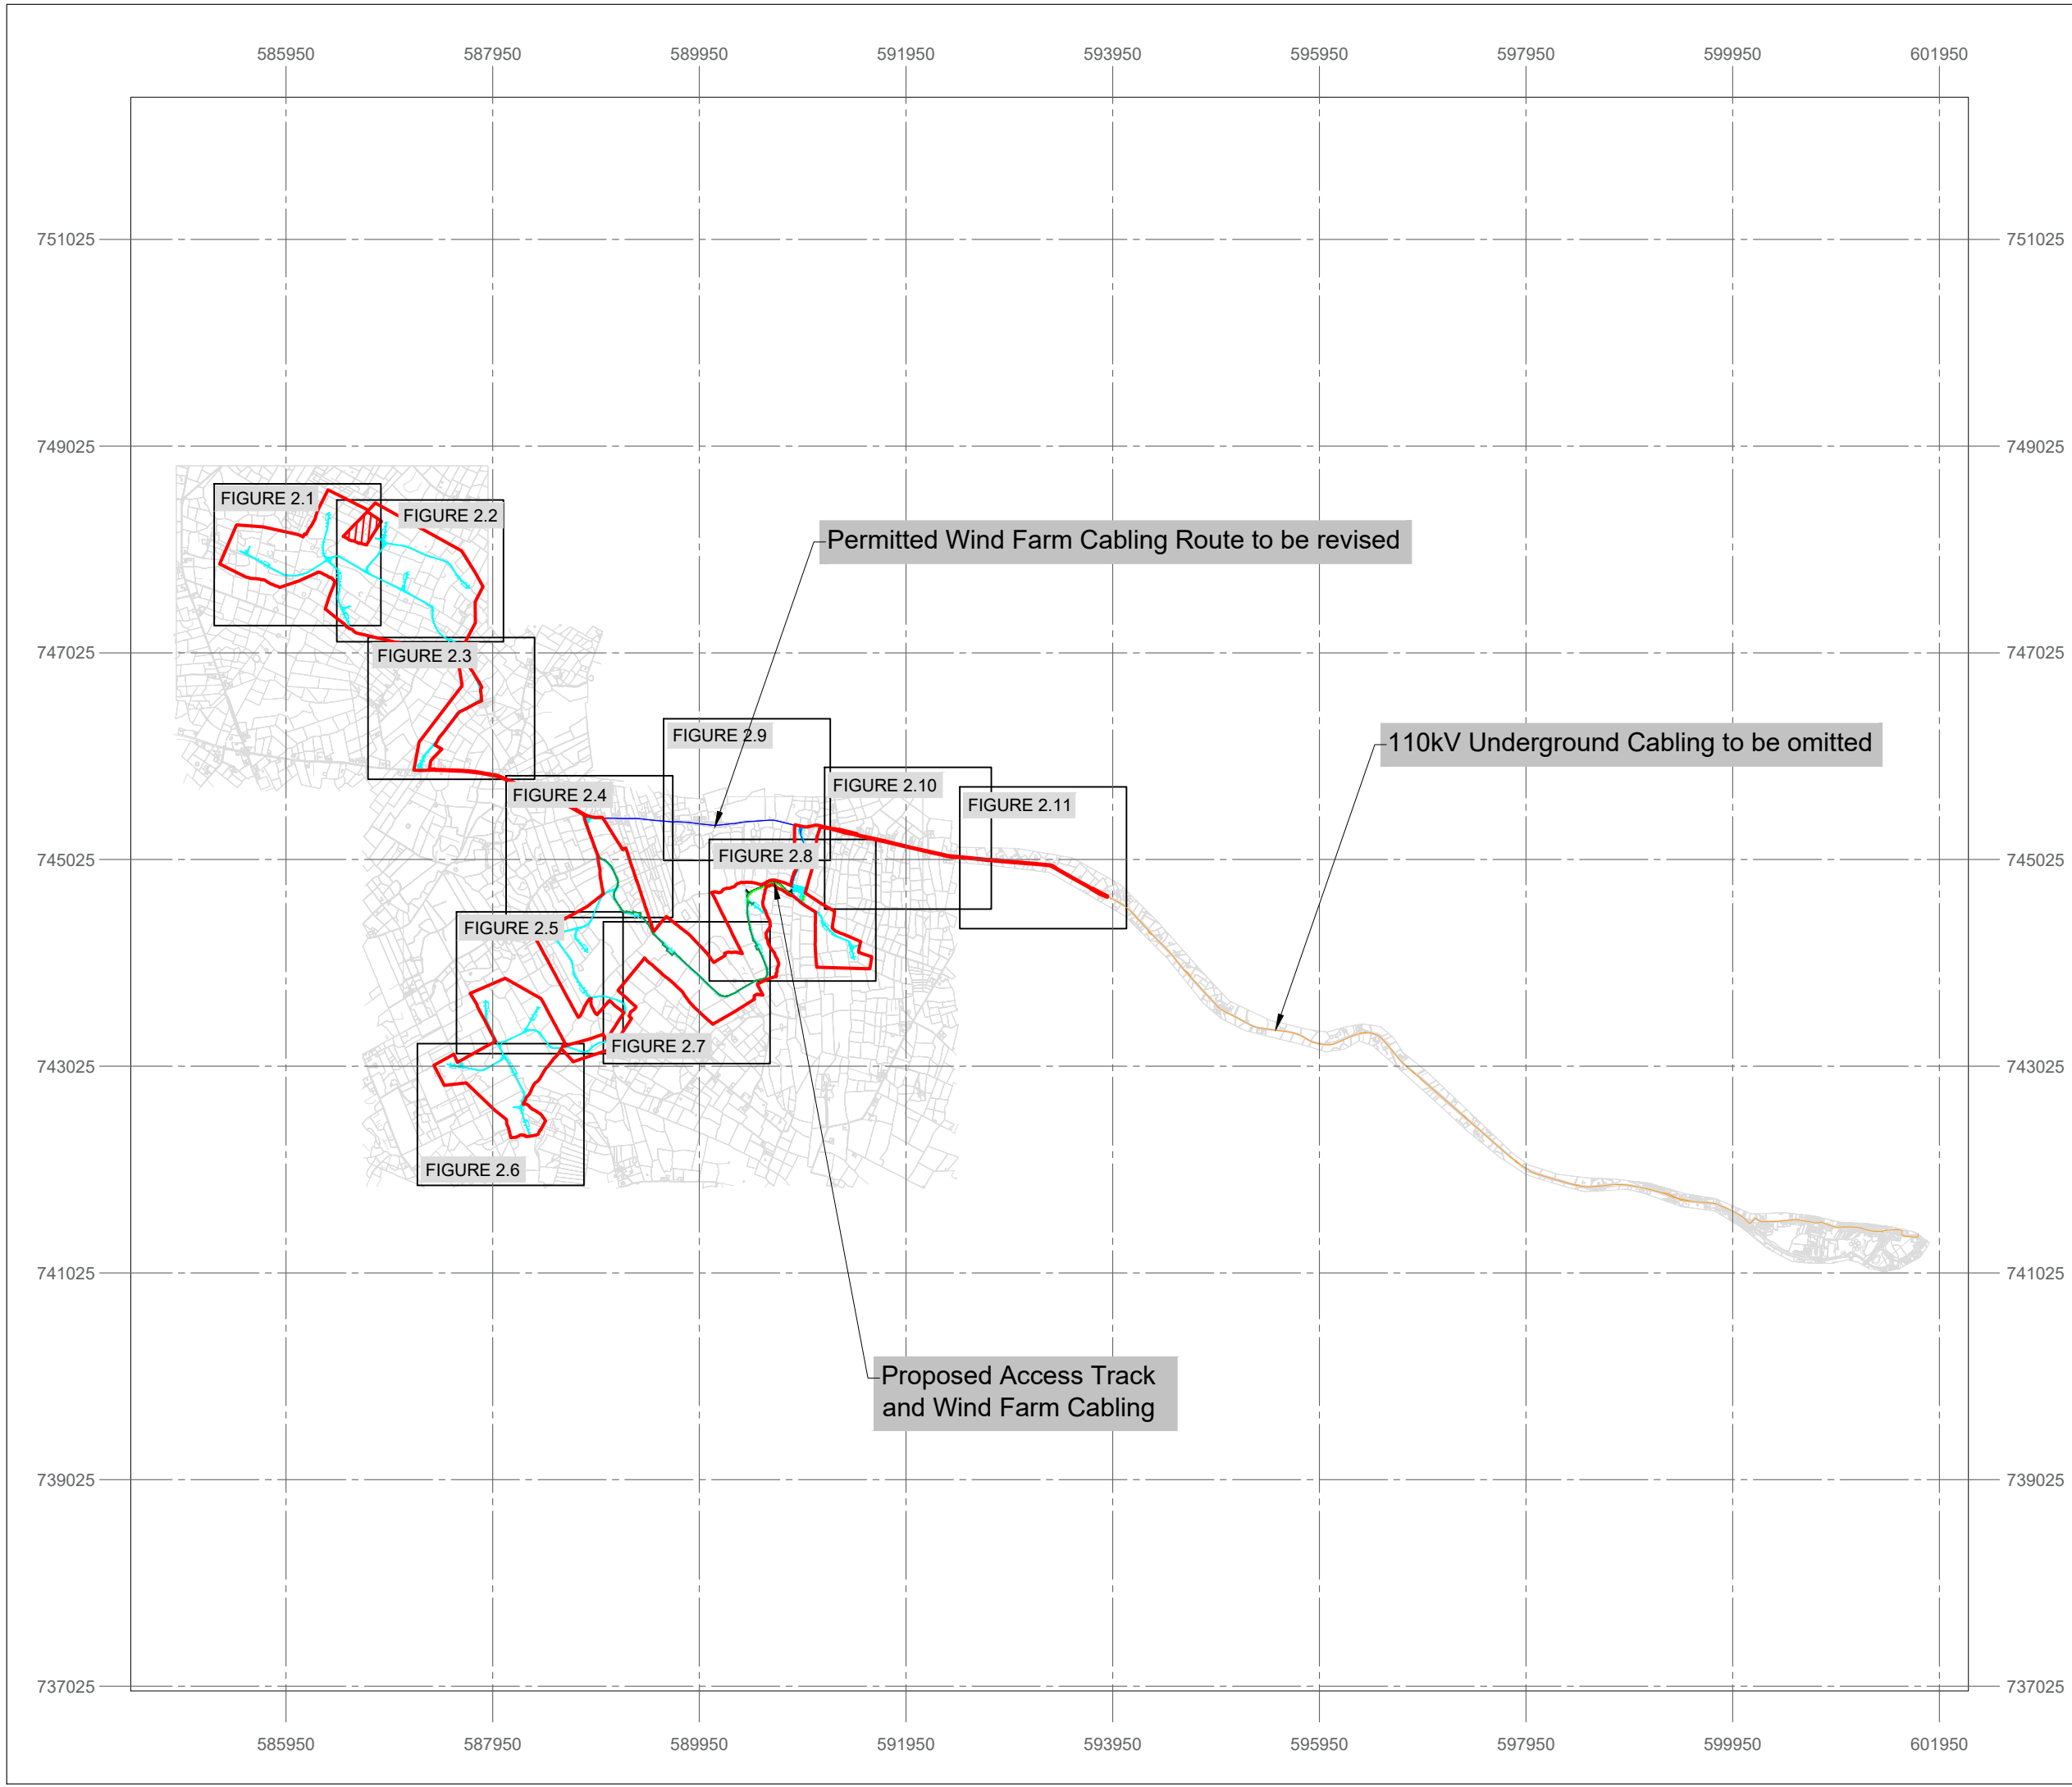 585950 587950 589950 591950 593950 595950 597950 599950 601950
751025 751025
749025 749025
FIGURE 2.1
FIGURE 2.2
Permitted Wind Farm Cabling Route to be revised
747025 747025
FIGURE 2.3
FIGURE 2.9
110kV Underground Cabling to be omitted
FIGURE 2.10
FIGURE 2.4
FIGURE 2.11
745025 745025
FIGURE 2.8
FIGURE 2.5
FIGURE 2.7
743025 743025
FIGURE 2.6
741025 741025
Proposed Access Track
and Wind Farm Cabling
739025 739025
737025 737025
585950 587950 589950 591950 593950 595950 597950 599950 601950